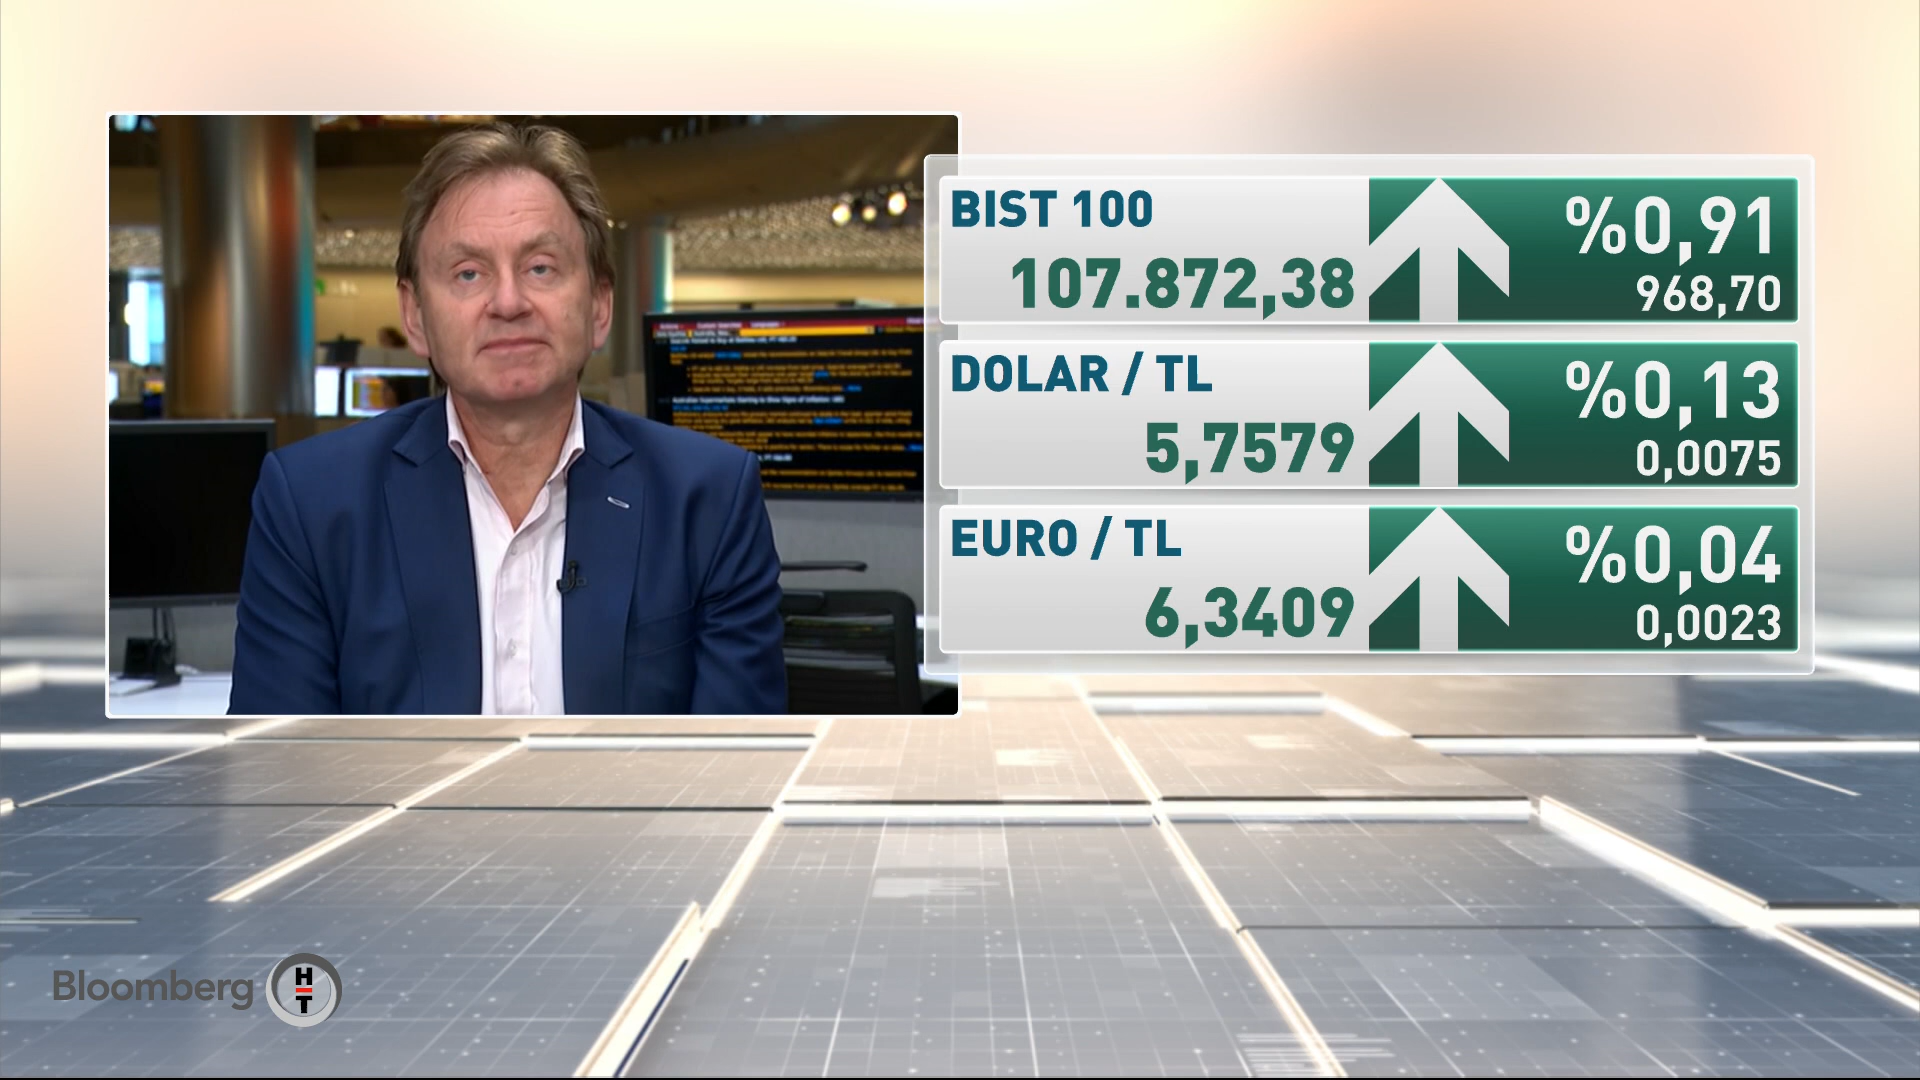 BIST 100
107.872,38
%0,91
968,70
DOLAR / TL
5,7579
%0,13
0,0075
EURO / TL
6,3409
%0,04
0,0023
Bloomberg HT